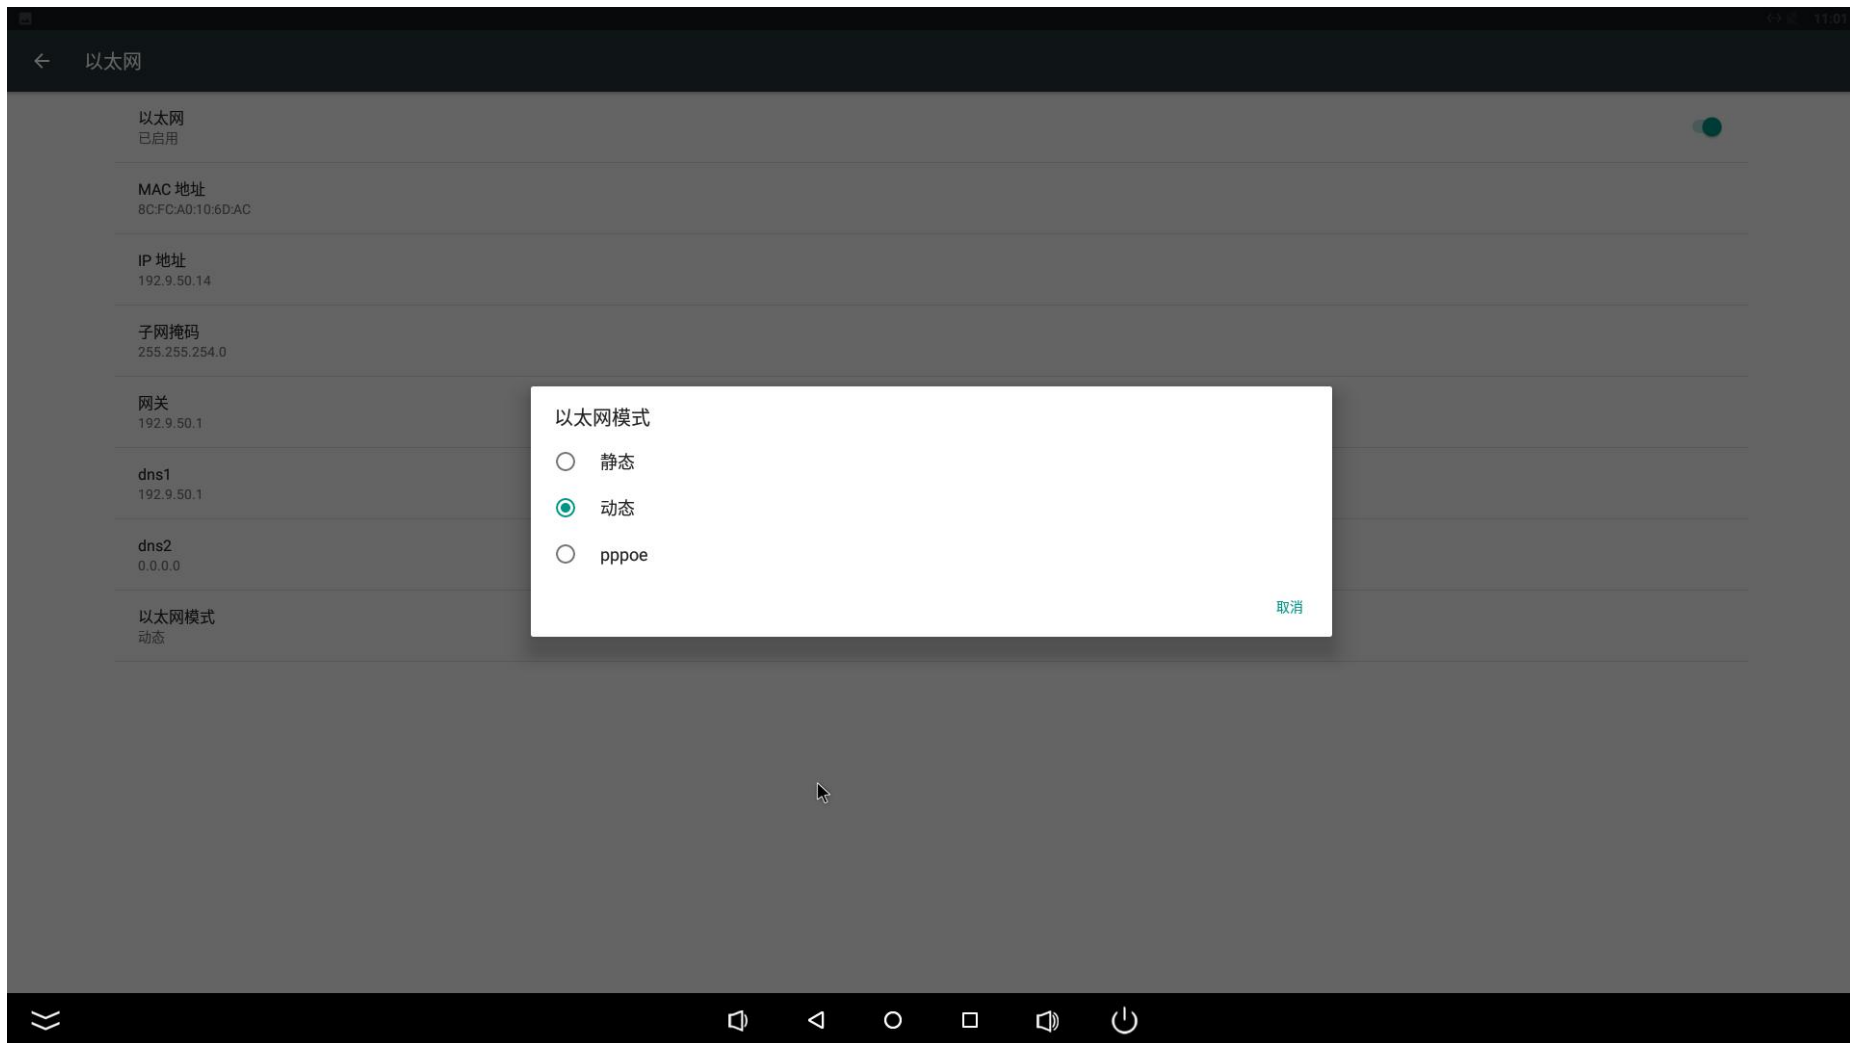 11:01
以太网
以太网
已启用
MAC 地址
8C:FC:A0:10:6D:AC
IP 地址
192.9.50.14
子网掩码
255.255.254.0
网关
192.9.50.1
dns1
192.9.50.1
dns2
0.0.0.0
以太网模式
动态
以太网模式
静态
动态
pppoe
取消